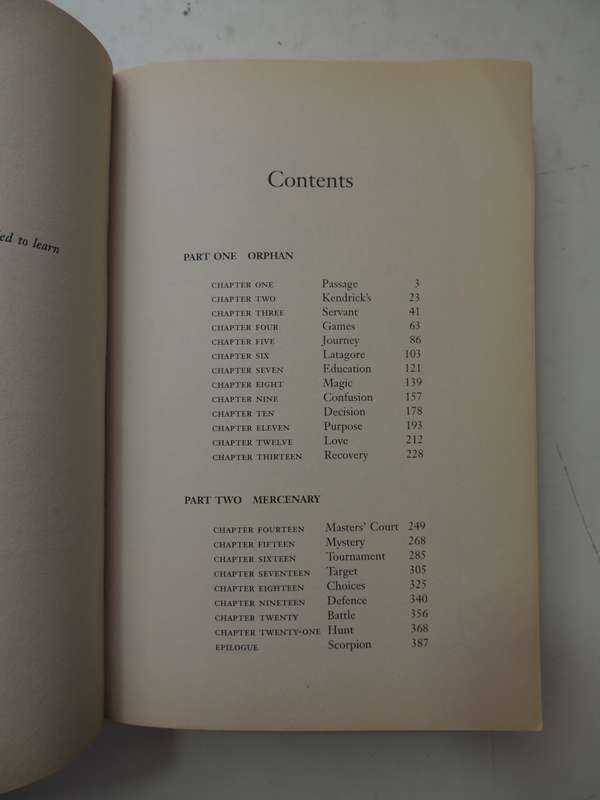 ed to learn
Contents
PART ONE ORPHAN
CHAPTER ONE Passage 3
CHAPTER TWO Kendrick's 23
CHAPTER THREE Servant 41
CHAPTER FOUR Games 63
CHAPTER FIVE Journey 86
CHAPTER SIX Latagore 103
CHAPTER SEVEN Education 121
CHAPTER EIGHT Magic 139
CHAPTER NINE Confusion 157
CHAPTER TEN Decision 178
CHAPTER ELEVEN Purpose 193
CHAPTER TWELVE Love 212
CHAPTER THIRTEEN Recovery 228
PART TWO MERCENARY
CHAPTER FOURTEEN Masters' Court 249
CHAPTER FIFTEEN Mystery 268
CHAPTER SIXTEEN Tournament 285
CHAPTER SEVENTEEN Target 305
CHAPTER EIGHTEEN Choices 325
CHAPTER NINETEEN Defence 340
CHAPTER TWENTY Battle 356
CHAPTER TWENTY-ONE Hunt 368
EPILOGUE Scorpion 387